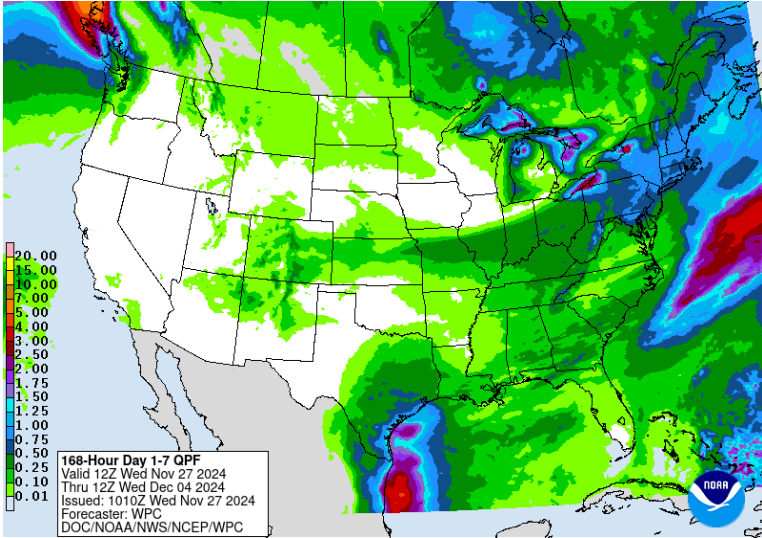 20.00
15.00
10.00
7.00
5.00
4.00
3.00
2.50
2.00
1.75
1.50
1.25
1.00
0.75
0.50
0.25
0.10
0.01
168-Hour Day 1-7 QPF
Valid 12Z Wed Nov 27 2024
Thru 12Z Wed Dec 04 2024
Issued: 1010Z Wed Nov 27 2024
Forecaster: WPC
DOC/NOAA/NWS/NCEP/WPC
NOAA